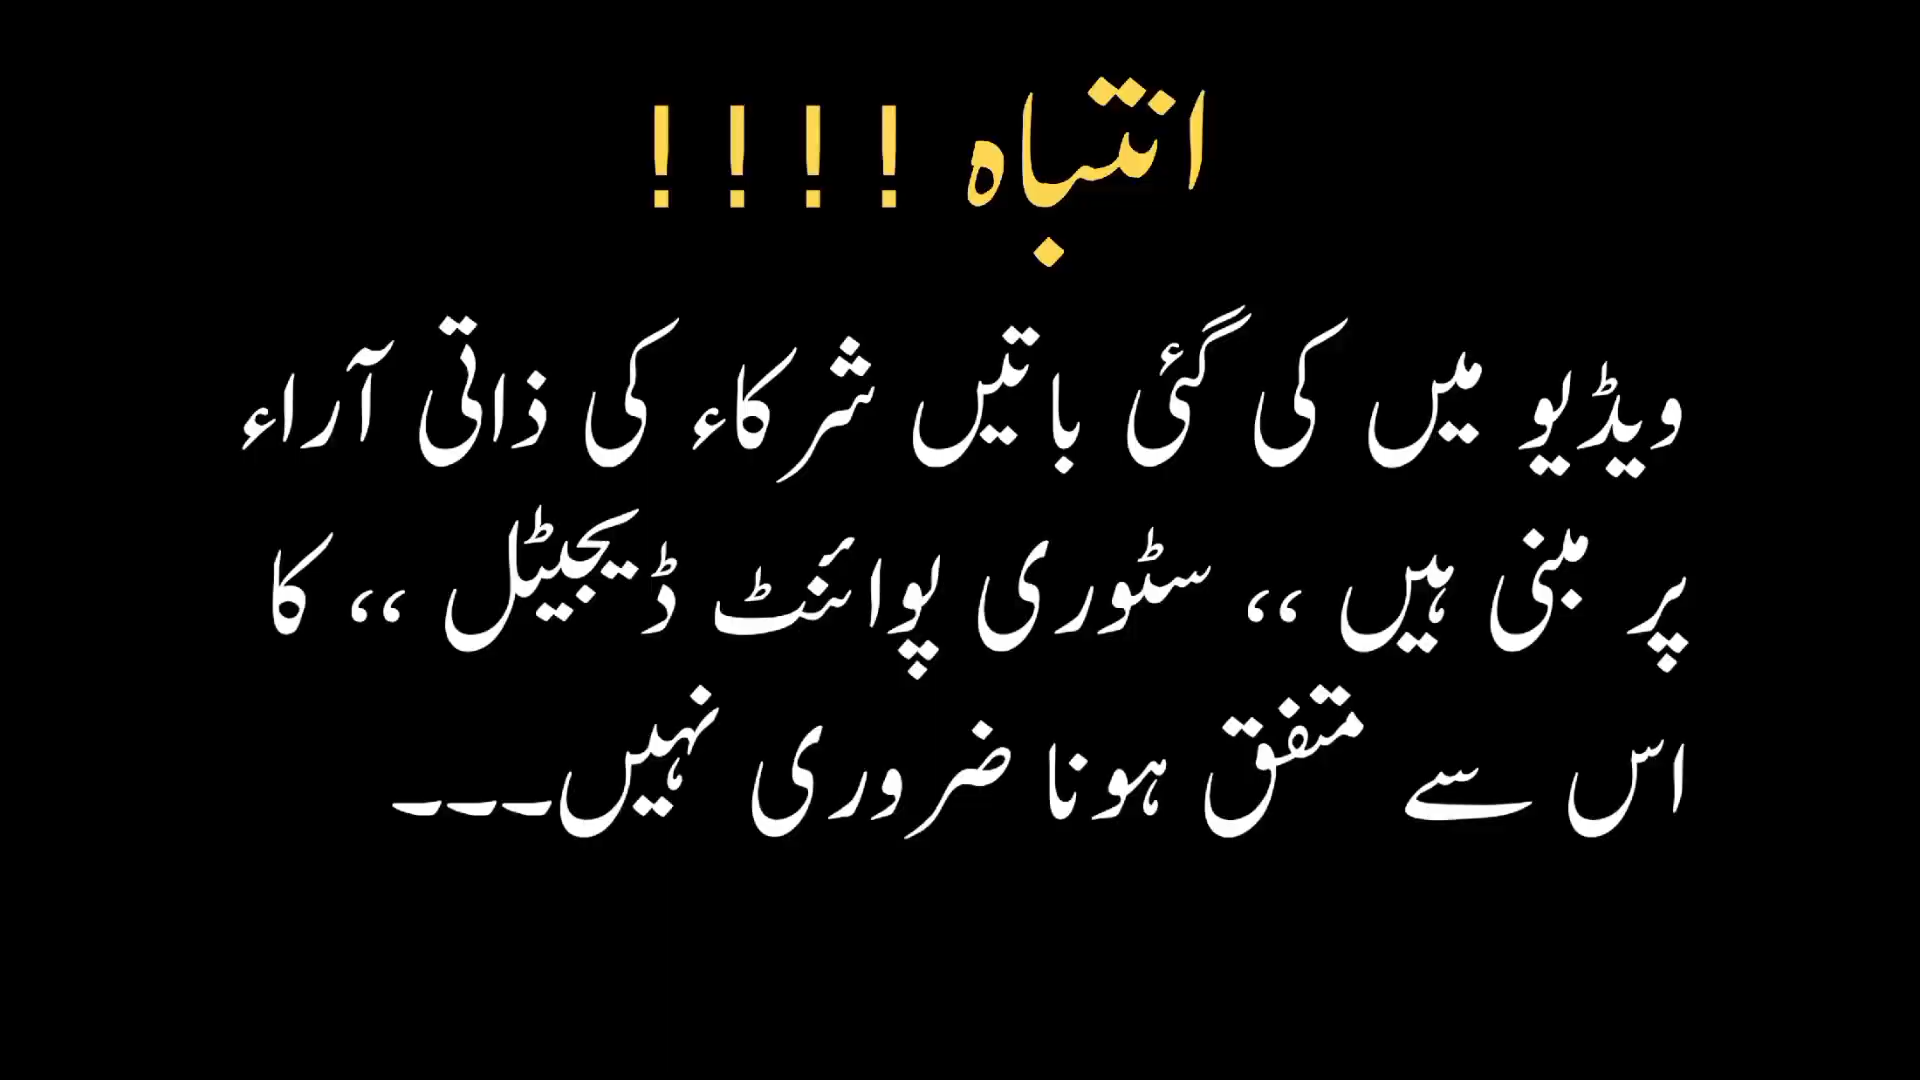 انتباہ ! ! ! !
ویڈیو میں کی گئی باتیں شرکاء کی ذاتی آراء
پر مبنی ہیں ،، سٹوری پوائنٹ ڈیجیٹل ،، کا
اس سے متفق ہونا ضروری نہیں۔۔۔